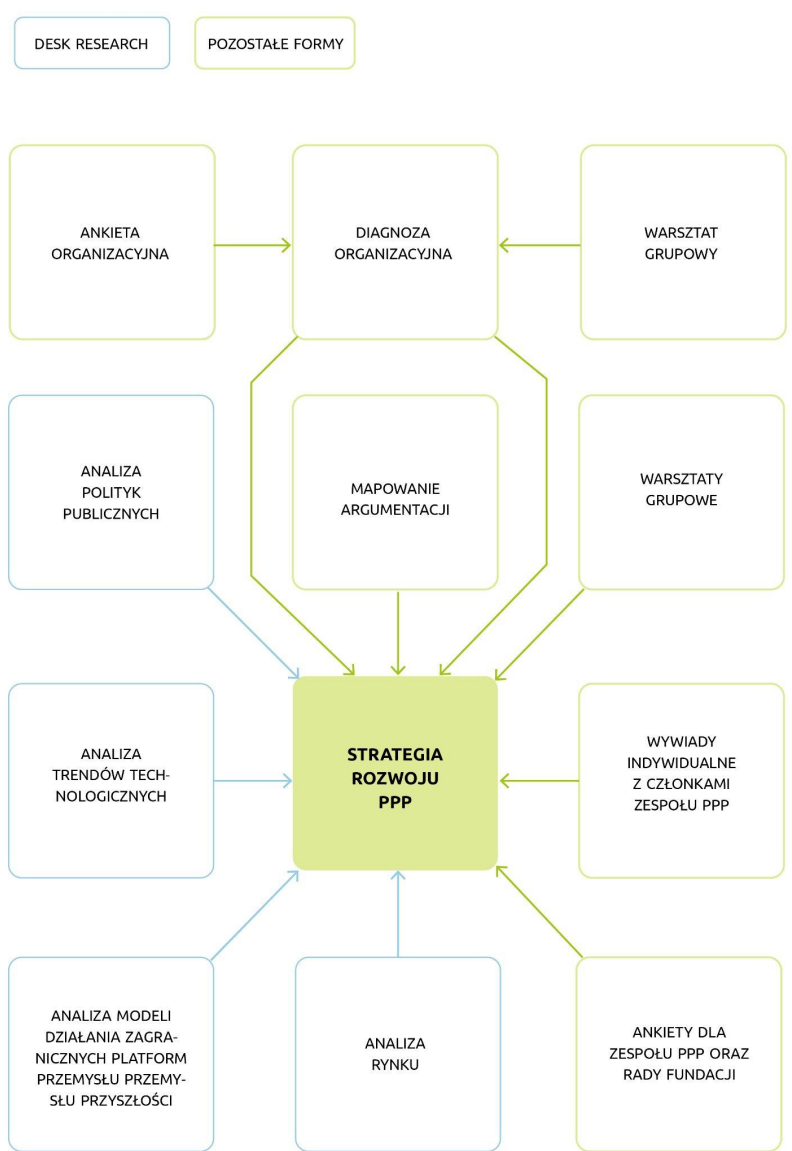 DESK RESEARCH
POZOSTAŁE FORMY
ANKIETA
ORGANIZACYJNA
DIAGNOZA
ORGANIZACYJNA
WARSZTAT
GRUPOWY
ANALIZA
POLITYK
PUBLICZNYCH
MAPOWANIE
ARGUMENTACJI
WARSZTATY
GRUPOWE
ANALIZA
TRENDÓW TECH-
NOLOGICZNYCH
STRATEGIA
ROZWOJU
PPP
WYWIADY
INDYWIDUALNE
Z CZŁONKAMI
ZESPOŁU PPP
ANALIZA MODELI
DZIAŁANIA ZAGRA-
NICZNYCH PLATFORM
PRZEMYSŁU PRZEMY-
SŁU PRZYSZŁOŚCI
ANALIZA
RYNKU
ANKIETY DLA
ZESPOŁU PPP ORAZ
RADY FUNDACJI